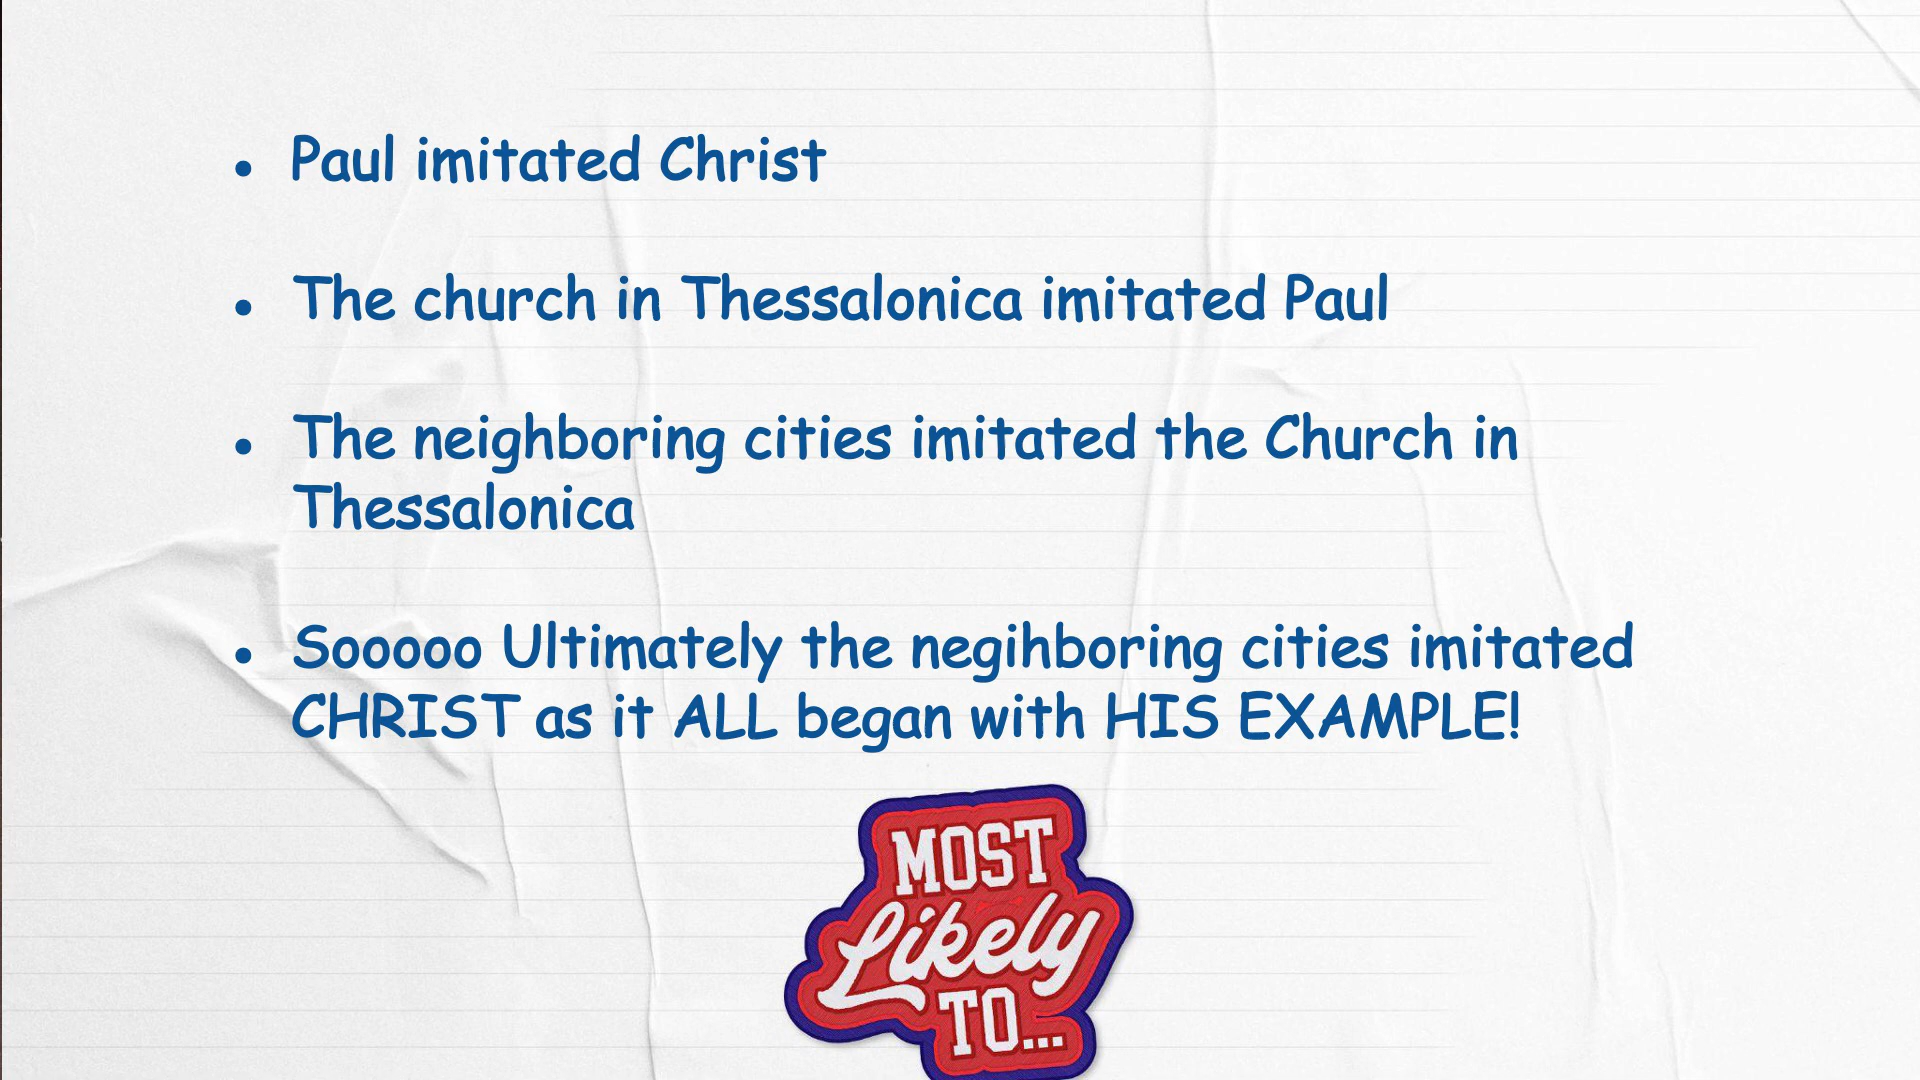 • Paul imitated Christ
• The church in Thessalonica imitated Paul
• The neighboring cities imitated the Church in
Thessalonica
• Sooooo Ultimately the negihboring cities imitated
CHRIST as it ALL began with HIS EXAMPLE!
MOST
Likely
TO...